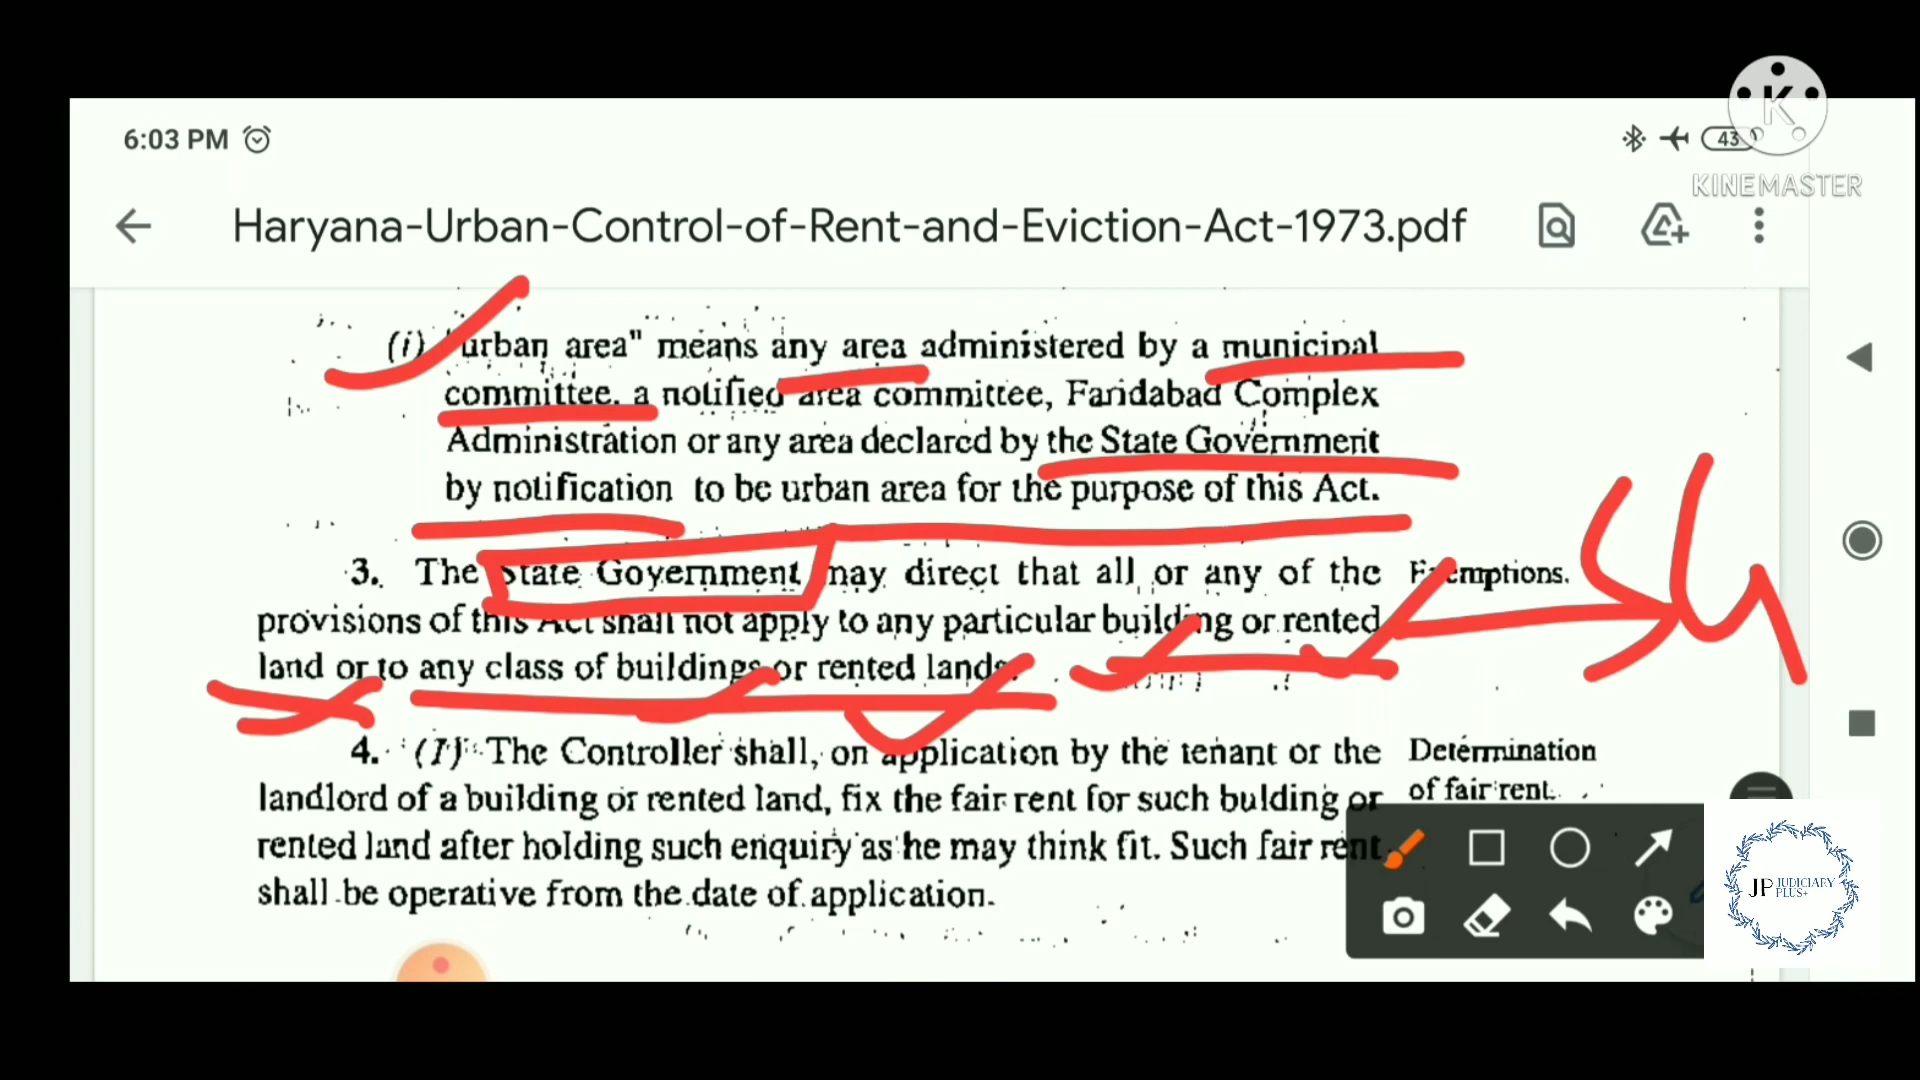 6:03 PM
43
K
KINEMASTER
Haryana-Urban-Control-of-Rent-and-Eviction-Act-1973.pdf
(i) "urban area" means any area administered by a municipal
committee, a notified area committee, Faridabad Complex
Administration or any area declared by the State Government
by notification to be urban area for the purpose of this Act.
3. The State Government may direct that all or any of the Exemptions.
provisions of this Act shall not apply to any particular building or rented
land or to any class of buildings or rented lands.
4. (1) The Controller shall, on application by the tenant or the Determination
landlord of a building or rented land, fix the fair rent for such bulding or of fair rent.
rented land after holding such enquiry as he may think fit. Such fair rent
shall be operative from the date of application.
JP JUDICIARY
PLUS+